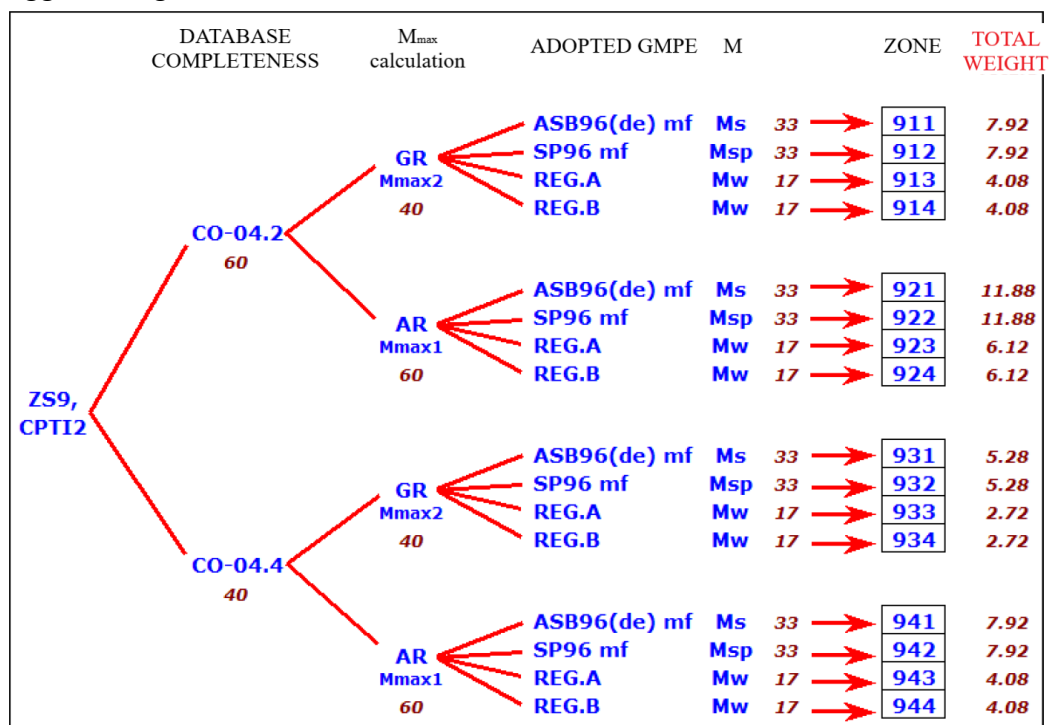 DATABASE COMPLETENESS Mmax calculation ADOPTED GMPE M ZONE TOTAL WEIGHT
ASB96(de) mf Ms 33 911 7.92
GR SP96 mf Msp 33 912 7.92
Mmax2 REG.A Mw 17 913 4.08
40 REG.B Mw 17 914 4.08
CO-04.2
60
ASB96(de) mf Ms 33 921 11.88
AR SP96 mf Msp 33 922 11.88
Mmax1 REG.A Mw 17 923 6.12
60 REG.B Mw 17 924 6.12
ZS9,
CPTI2
ASB96(de) mf Ms 33 931 5.28
GR SP96 mf Msp 33 932 5.28
Mmax2 REG.A Mw 17 933 2.72
40 REG.B Mw 17 934 2.72
CO-04.4
40
ASB96(de) mf Ms 33 941 7.92
AR SP96 mf Msp 33 942 7.92
Mmax1 REG.A Mw 17 943 4.08
60 REG.B Mw 17 944 4.08